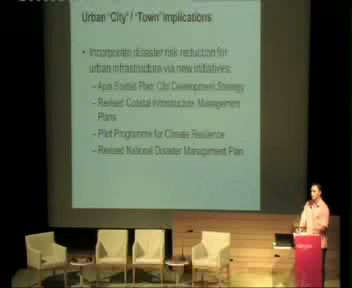 Urban 'City' / 'Town' Implications
• Incorporate disaster risk reduction for
urban infrastructure via new initiatives:
– Apia Spatial Plan: City Development Strategy
– Revised Coastal Infrastructure Management
Plans
– Pilot Programme for Climate Resilience
– Revised National Disaster Management Plan